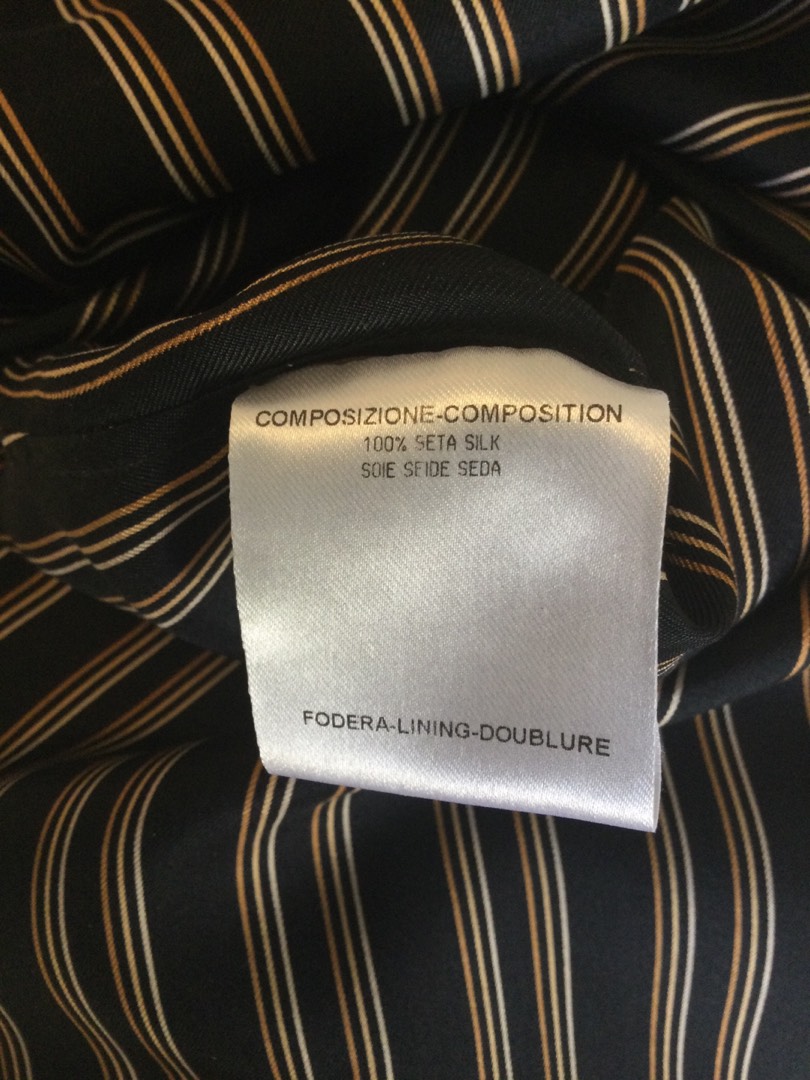 COMPOSIZIONE-COMPOSITION
100% SETA SILK
SOIE SEIDE SEDA
FODERA-LINING-DOUBLURE